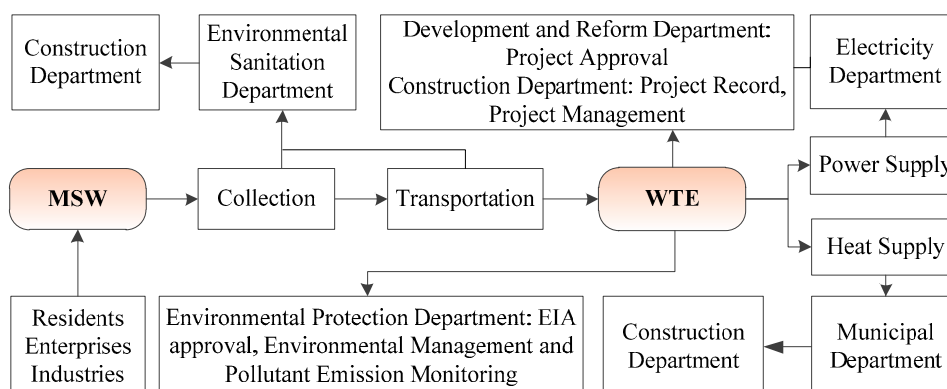 Construction
Department
Environmental
Sanitation
Department
Development and Reform Department:
Project Approval
Construction Department: Project Record,
Project Management
Electricity
Department
MSW
Collection
Transportation
WTE
Power Supply
Heat Supply
Residents
Enterprises
Industries
Environmental Protection Department: EIA
approval, Environmental Management and
Pollutant Emission Monitoring
Construction
Department
Municipal
Department